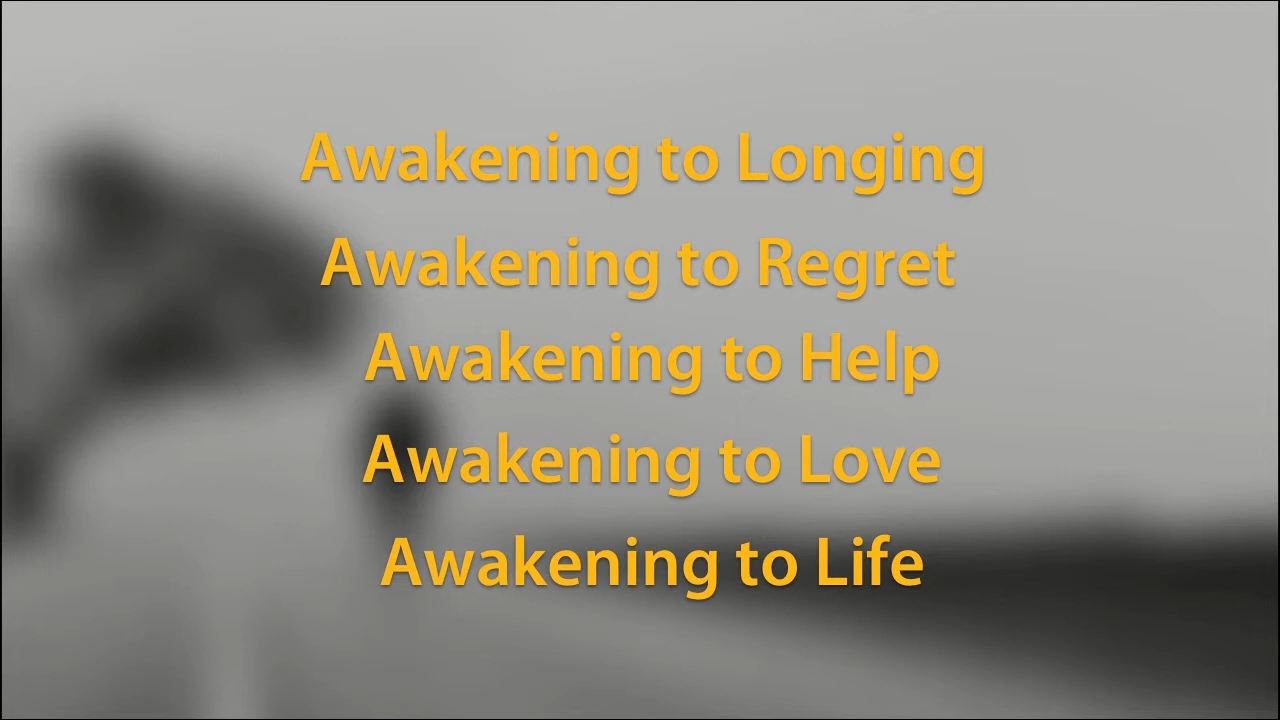 Awakening to Longing
Awakening to Regret
Awakening to Help
Awakening to Love
Awakening to Life